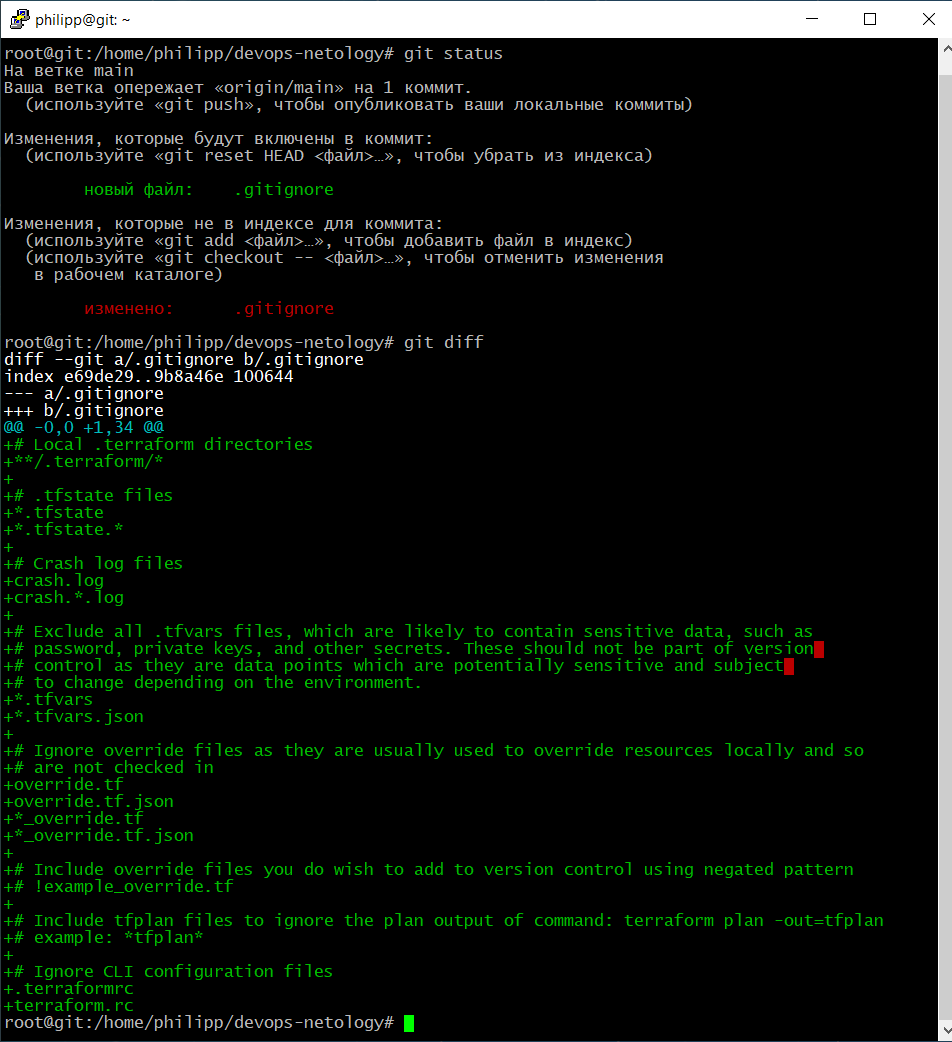 philipp@git: ~
root@git:/home/philipp/devops-netology# git status
На ветке main
Ваша ветка опережает «origin/main» на 1 коммит.
  (используйте «git push», чтобы опубликовать ваши локальные коммиты)

Изменения, которые будут включены в коммит:
  (используйте «git reset HEAD <файл>…», чтобы убрать из индекса)

        новый файл:    .gitignore

Изменения, которые не в индексе для коммита:
  (используйте «git add <файл>…», чтобы добавить файл в индекс)
  (используйте «git checkout -- <файл>…», чтобы отменить изменения
   в рабочем каталоге)

        изменено:      .gitignore

root@git:/home/philipp/devops-netology# git diff
diff --git a/.gitignore b/.gitignore
index e69de29..9b8a46e 100644
--- a/.gitignore
+++ b/.gitignore
@@ -0,0 +1,34 @@
+# Local .terraform directories
+**/.terraform/*
+
+# .tfstate files
+*.tfstate
+*.tfstate.*
+
+# Crash log files
+crash.log
+crash.*.log
+
+# Exclude all .tfvars files, which are likely to contain sensitive data, such as
+# password, private keys, and other secrets. These should not be part of version
+# control as they are data points which are potentially sensitive and subject
+# to change depending on the environment.
+*.tfvars
+*.tfvars.json
+
+# Ignore override files as they are usually used to override resources locally and so
+# are not checked in
+override.tf
+override.tf.json
+*_override.tf
+*_override.tf.json
+
+# Include override files you do wish to add to version control using negated pattern
+# !example_override.tf
+
+# Include tfplan files to ignore the plan output of command: terraform plan -out=tfplan
+# example: *tfplan*
+
+# Ignore CLI configuration files
+.terraformrc
+terraform.rc
root@git:/home/philipp/devops-netology#